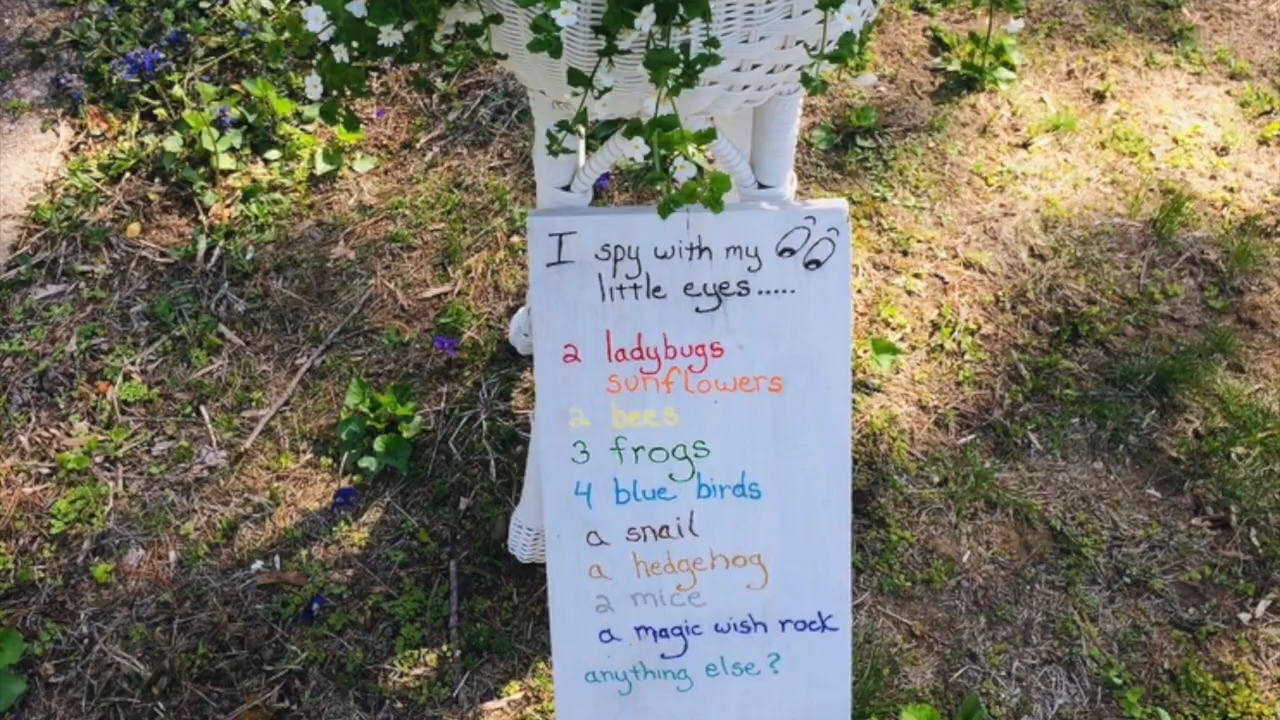 I spy with my
little eyes.....
2 ladybugs
sunflowers
2 bees
3 frogs
4 blue birds
a snail
a hedgehog
2 mice
a magic wish rock
anything else?